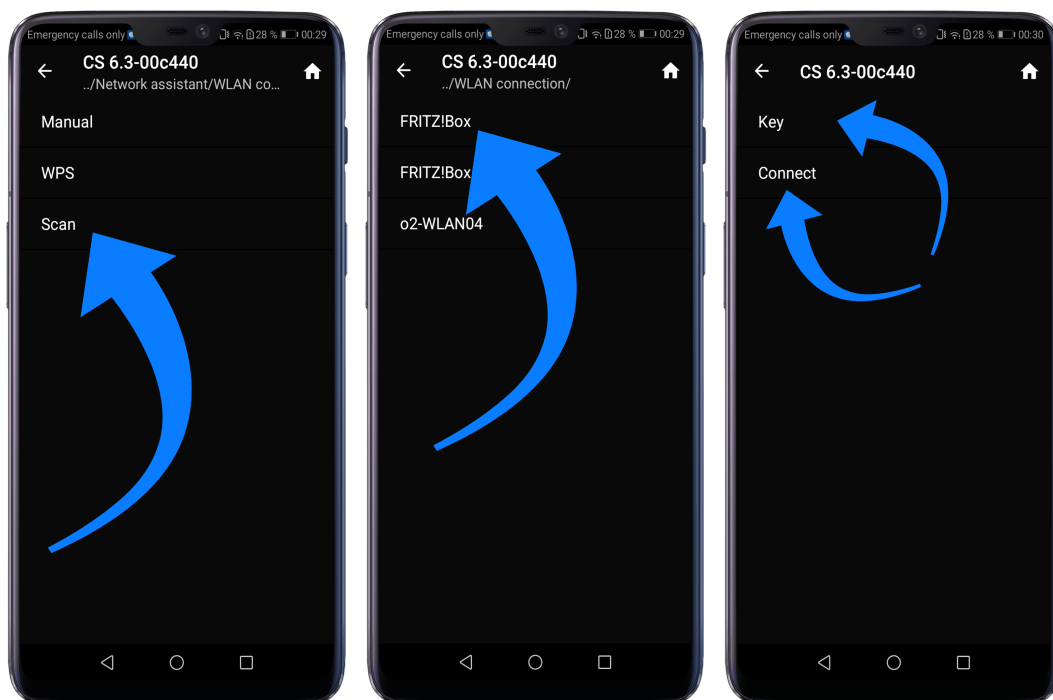 Emergency calls only 28 % 00:29
CS 6.3-00c440
../Network assistant/WLAN co...
Manual
WPS
Scan
Emergency calls only 28 % 00:29
CS 6.3-00c440
../WLAN connection/
FRITZ!Box
FRITZ!Box
o2-WLAN04
Emergency calls only 28 % 00:30
CS 6.3-00c440
Key
Connect